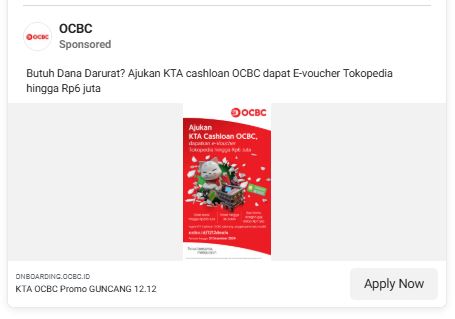 OCBC
OCBC
Sponsored
Butuh Dana Darurat? Ajukan KTA cashloan OCBC dapat E-voucher Tokopedia
hingga Rp6 juta
OCBC
Ajukan
KTA Cashloan OCBC,
dapatkan e-voucher
Tokopedia hingga Rp6 juta
ONBOARDING.OCBC.ID
KTA OCBC Promo GUNCANG 12.12
Apply Now